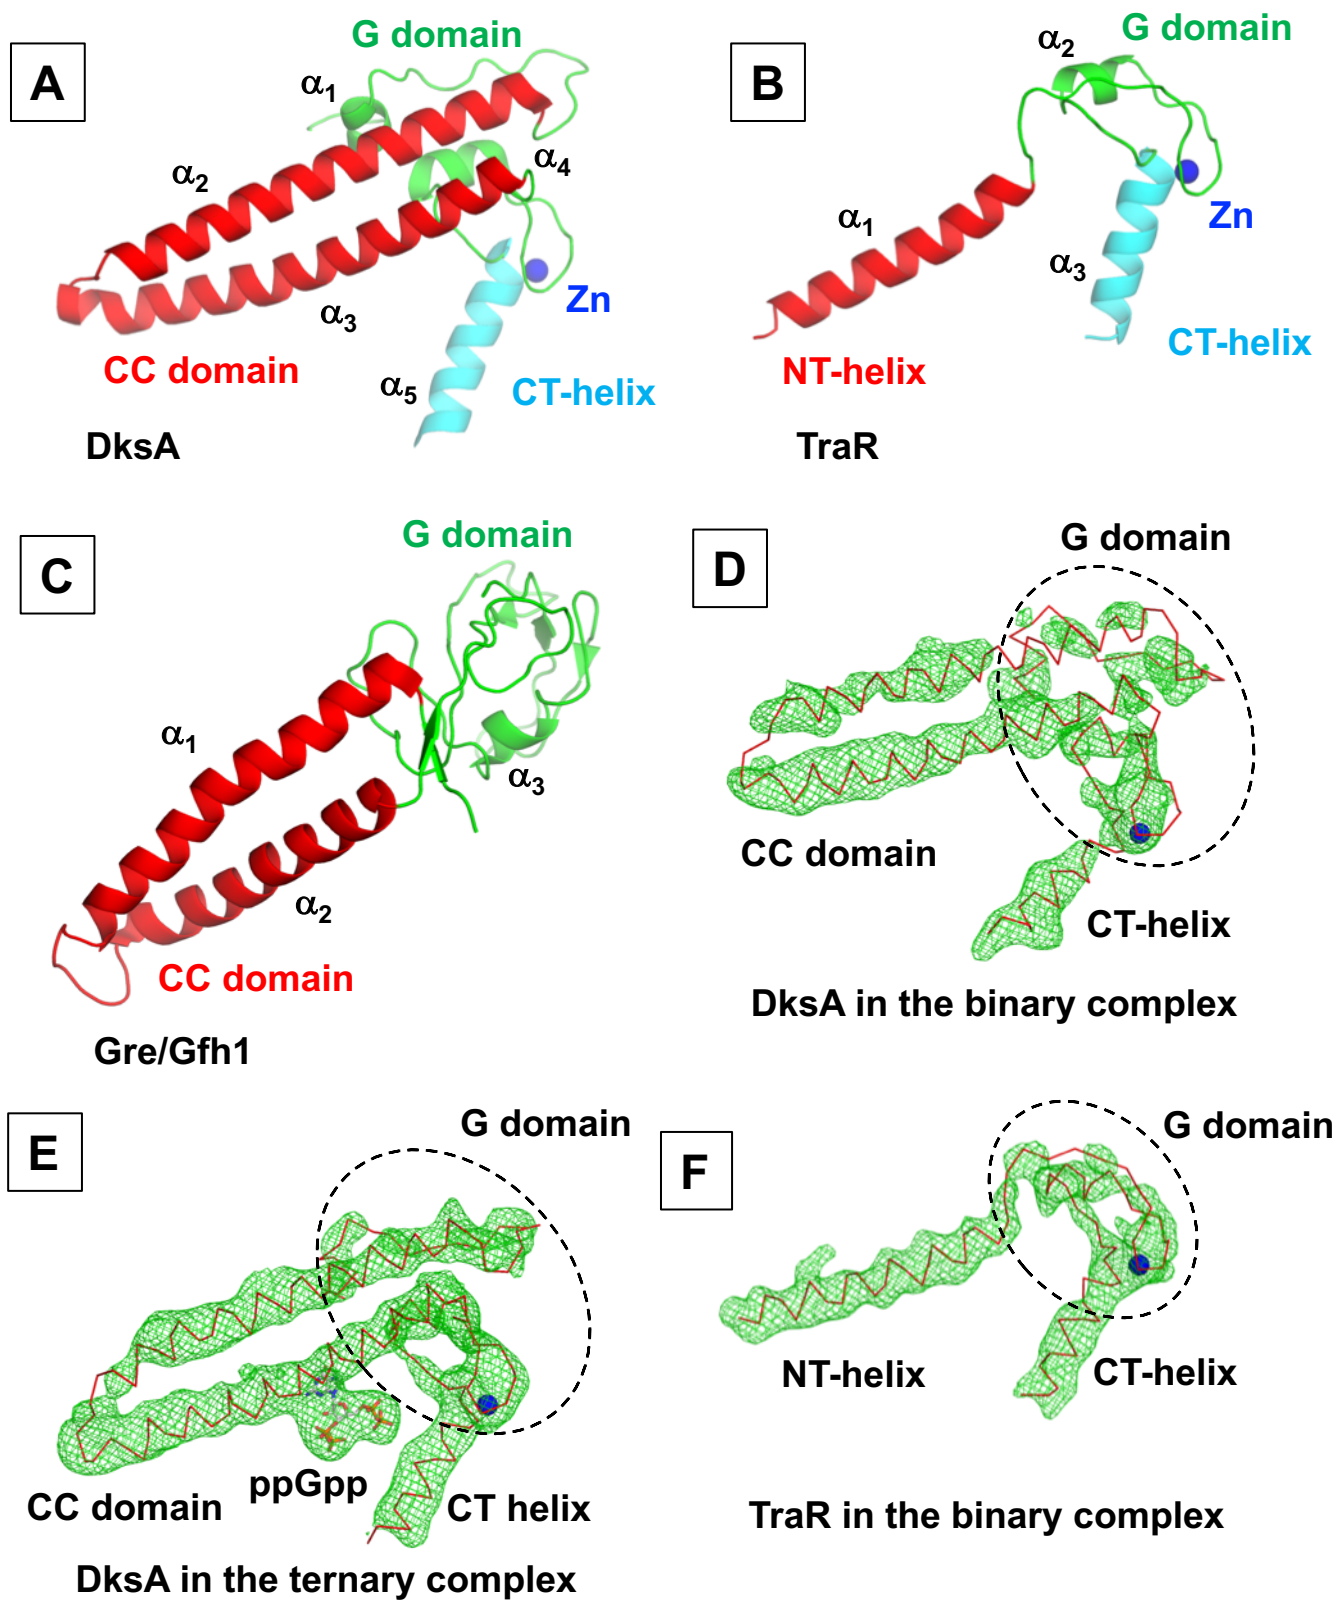 A
G domain
α1
α2
α4
Zn
α3
CC domain
α5
CT-helix
DksA
B
G domain
α2
α1
Zn
α3
CT-helix
NT-helix
TraR
C
G domain
α1
α3
α2
CC domain
Gre/Gfh1
D
G domain
CC domain
CT-helix
DksA in the binary complex
E
G domain
ppGpp
CC domain
CT helix
DksA in the ternary complex
F
G domain
NT-helix
CT-helix
TraR in the binary complex